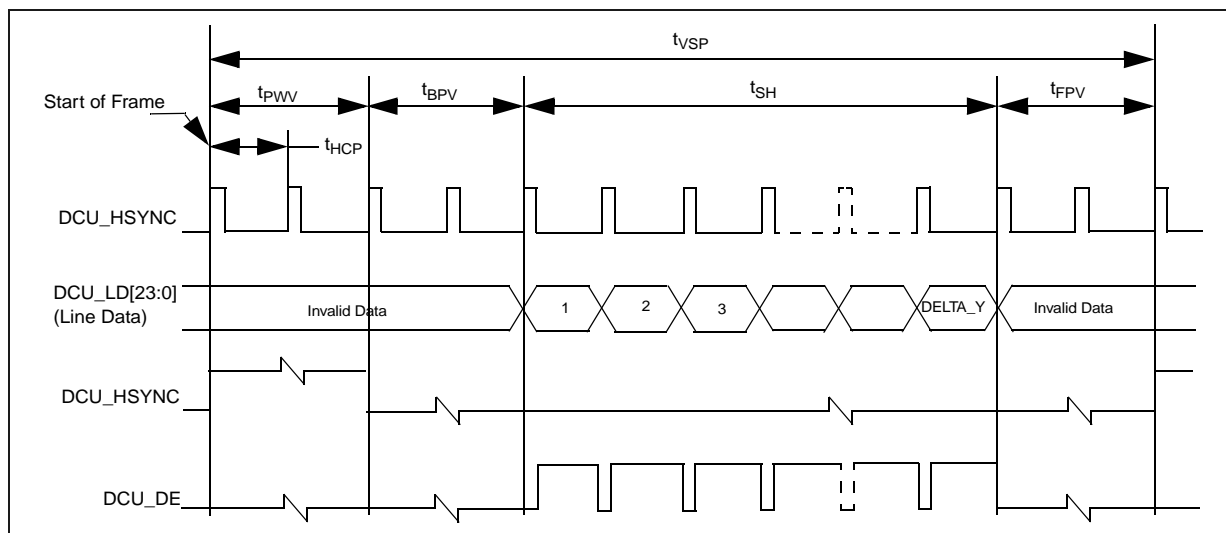 tVSP
tPWV
tBPV
tSH
tFPV
Start of Frame
tHCP
DCU_HSYNC
DCU_LD[23:0]
(Line Data)
Invalid Data
1
2
3
DELTA_Y
Invalid Data
DCU_HSYNC
DCU_DE